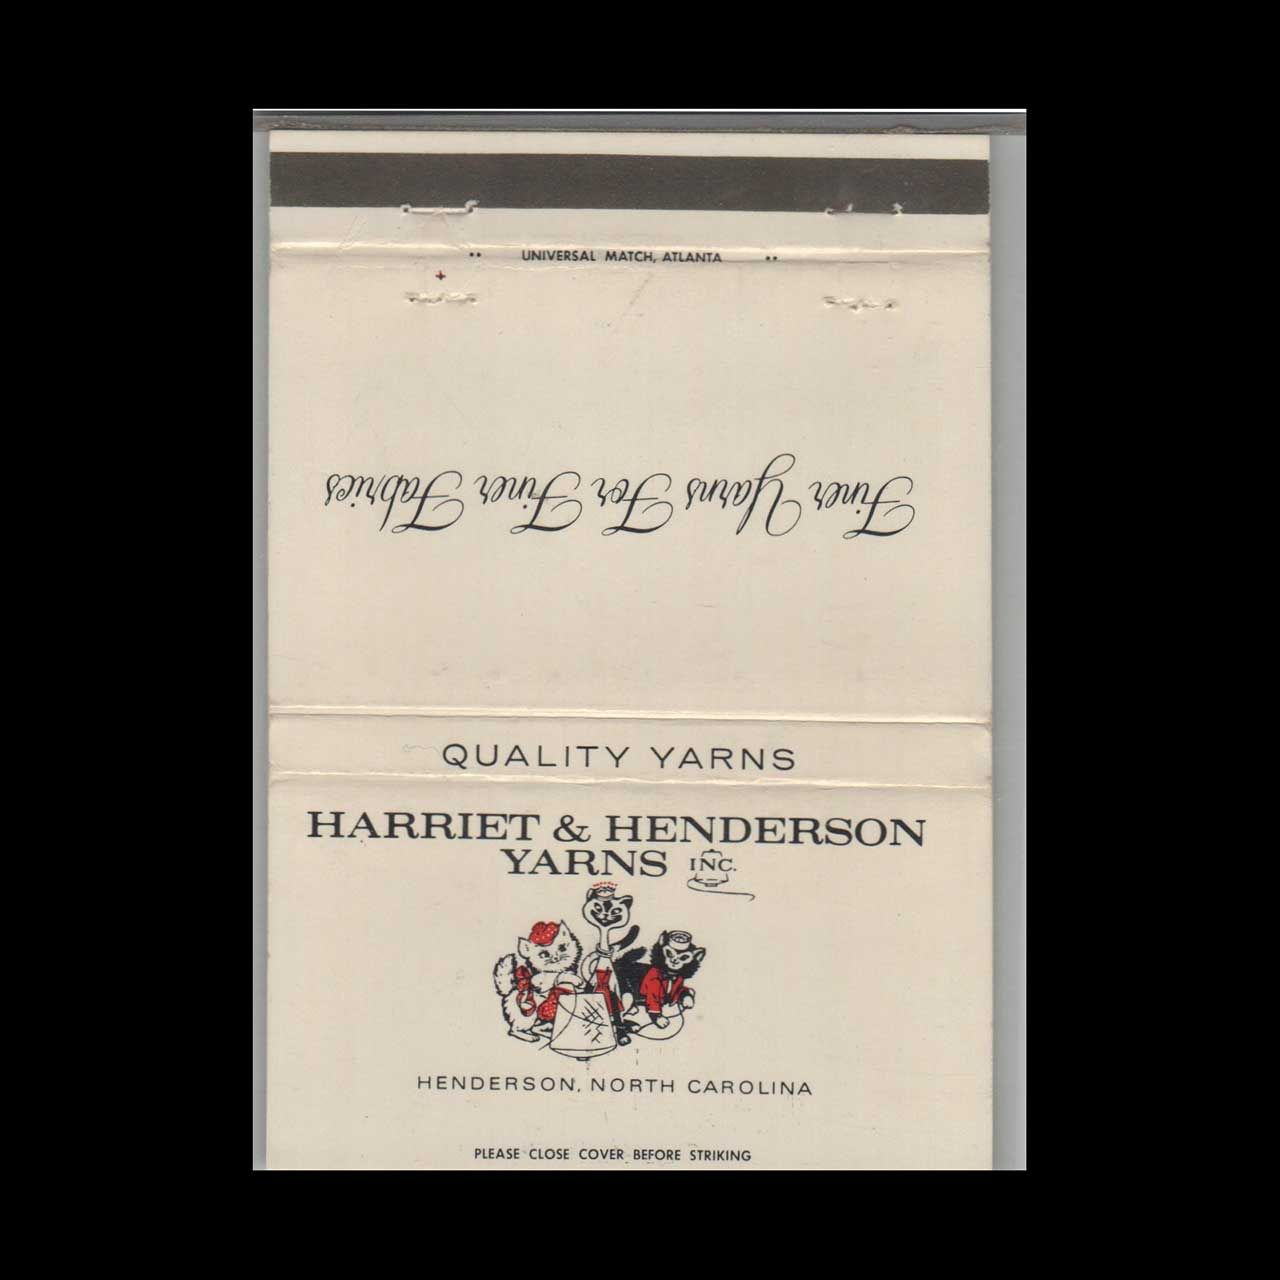 UNIVERSAL MATCH, ATLANTA
Finer Yarns For Finer Fabrics
QUALITY YARNS
HARRIET & HENDERSON
YARNS INC.
HENDERSON, NORTH CAROLINA
PLEASE CLOSE COVER BEFORE STRIKING